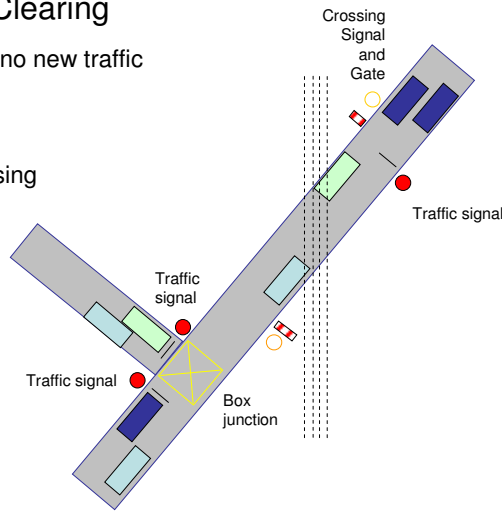 Clearing
no new traffic
sing
Crossing
Signal
and
Gate
Traffic signal
Traffic
signal
Traffic signal
Box
junction